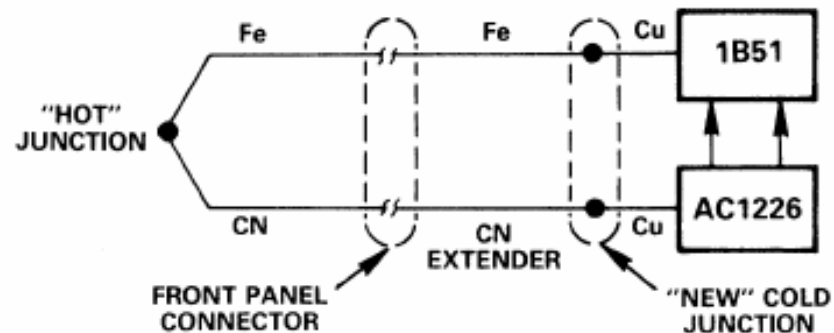 Fe
Fe
Cu
1B51
"HOT"
JUNCTION
AC1226
CN
CN
EXTENDER
Cu
FRONT PANEL
CONNECTOR
"NEW" COLD
JUNCTION